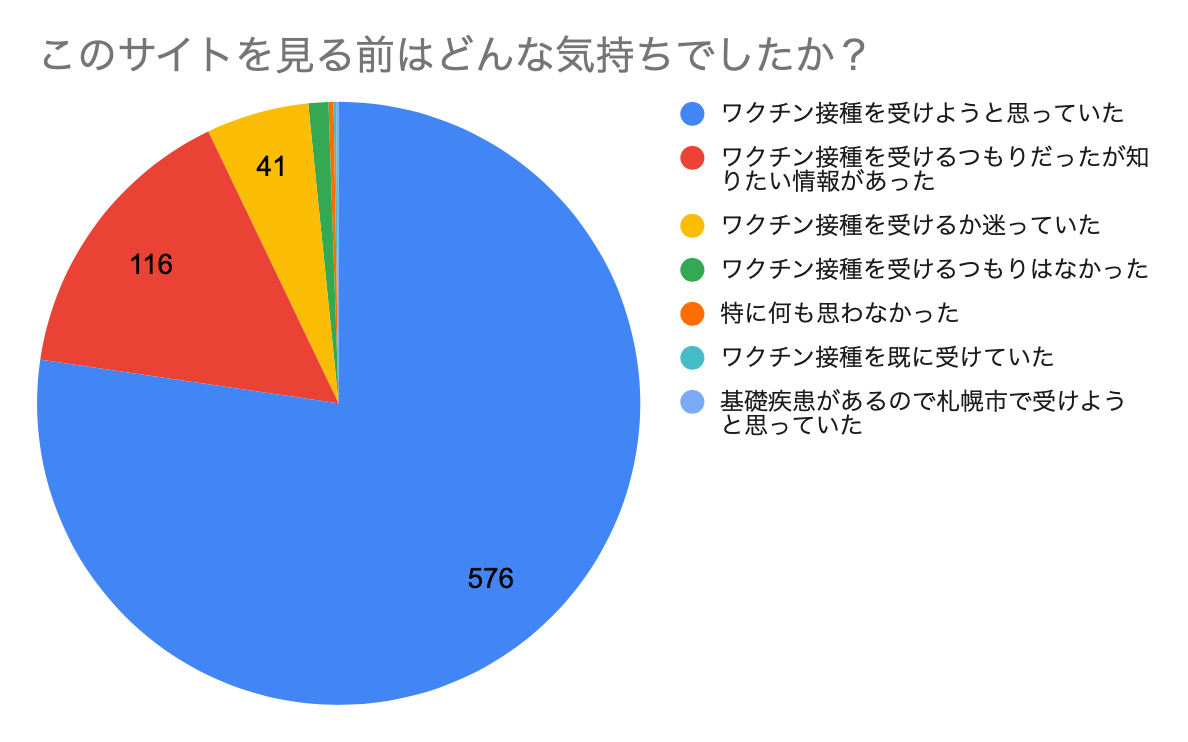 このサイトを見る前はどんな気持ちでしたか？
41
116
576
ワクチン接種を受けようと思っていた
ワクチン接種を受けるつもりだったが知
りたい情報があった
ワクチン接種を受けるか迷っていた
ワクチン接種を受けるつもりはなかった
特に何も思わなかった
ワクチン接種を既に受けていた
基礎疾患があるので札幌市で受けよう
と思っていた